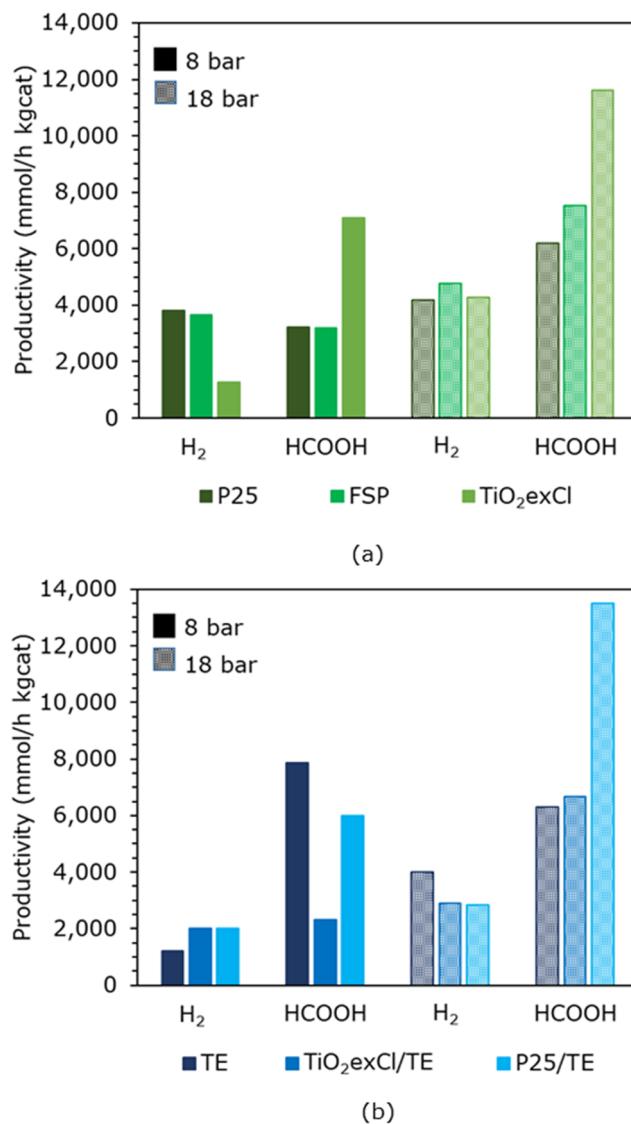 14,000
12,000
10,000
8,000
6,000
4,000
2,000
0
Productivity (mmol/h kgcat)
8 bar
18 bar
H₂ HCOOH H₂ HCOOH
P25 FSP TiO₂exCl
(a)
14,000
12,000
10,000
8,000
6,000
4,000
2,000
0
Productivity (mmol/h kgcat)
8 bar
18 bar
H₂ HCOOH H₂ HCOOH
TE TiO₂exCl/TE P25/TE
(b)